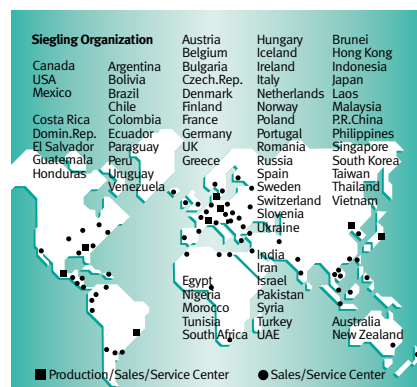 Siegling Organization
Canada
USA
Mexico
Costa Rica
Domin.Rep.
El Salvador
Guatemala
Honduras
Argentina
Bolivia
Brazil
Chile
Colombia
Ecuador
Paraguay
Peru
Uruguay
Venezuela
Austria
Belgium
Bulgaria
Czech.Rep.
Denmark
Finland
France
Germany
UK
Greece
Hungary
Iceland
Ireland
Italy
Netherlands
Norway
Poland
Portugal
Romania
Russia
Spain
Sweden
Switzerland
Slovenia
Ukraine
Brunei
Hong Kong
Indonesia
Japan
Laos
Malaysia
P.R.China
Philippines
Singapore
South Korea
Taiwan
Thailand
Vietnam
Egypt
Nigeria
Morocco
Tunisia
South Africa
India
Iran
Israel
Pakistan
Syria
Turkey
UAE
Australia
New Zealand
Production/Sales/Service Center
Sales/Service Center